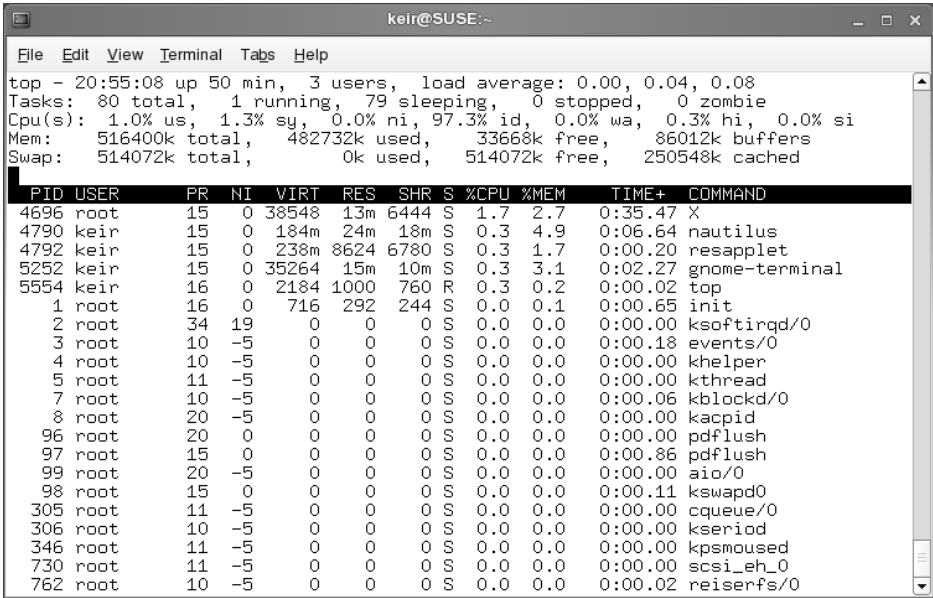 keir@SUSE:~
File Edit View Terminal Tabs Help
top - 20:55:08 up 50 min, 3 users, load average: 0.00, 0.04, 0.08
Tasks: 80 total, 1 running, 79 sleeping, 0 stopped, 0 zombie
Cpu(s): 1.0% us, 1.3% sy, 0.0% ni, 97.3% id, 0.0% wa, 0.3% hi, 0.0% si
Mem: 516400k total, 482732k used, 33668k free, 86012k buffers
Swap: 514072k total, 0k used, 514072k free, 250548k cached
PID USER PR NI VIRT RES SHR S %CPU %MEM TIME+ COMMAND
4696 root 15 0 38548 13m 6444 S 1.7 2.7 0:35.47 X
4790 keir 15 0 184m 24m 18m S 0.3 4.9 0:06.64 nautilus
4792 keir 15 0 238m 8624 6780 S 0.3 1.7 0:00.20 resapplet
5252 keir 15 0 35264 15m 10m S 0.3 3.1 0:02.27 gnome-terminal
5554 keir 16 0 2184 1000 760 R 0.3 0.2 0:00.02 top
1 root 16 0 716 292 244 S 0.0 0.1 0:00.65 init
2 root 34 19 0 0 0 S 0.0 0.0 0:00.00 ksoftirqd/0
3 root 10 -5 0 0 0 S 0.0 0.0 0:00.18 events/0
4 root 10 -5 0 0 0 S 0.0 0.0 0:00.00 khelper
5 root 11 -5 0 0 0 S 0.0 0.0 0:00.00 kthread
7 root 10 -5 0 0 0 S 0.0 0.0 0:00.06 kblockd/0
8 root 20 -5 0 0 0 S 0.0 0.0 0:00.00 kacpid
96 root 20 0 0 0 0 S 0.0 0.0 0:00.00 pdflush
97 root 15 0 0 0 0 S 0.0 0.0 0:00.86 pdflush
99 root 20 -5 0 0 0 S 0.0 0.0 0:00.00 aio/0
98 root 15 0 0 0 0 S 0.0 0.0 0:00.11 kswapd0
305 root 11 -5 0 0 0 S 0.0 0.0 0:00.00 cqueue/0
306 root 10 -5 0 0 0 S 0.0 0.0 0:00.00 kseriod
346 root 11 -5 0 0 0 S 0.0 0.0 0:00.00 kpsmoused
730 root 11 -5 0 0 0 S 0.0 0.0 0:00.00 scsi_eh_0
762 root 10 -5 0 0 0 S 0.0 0.0 0:00.02 reiserfs/0